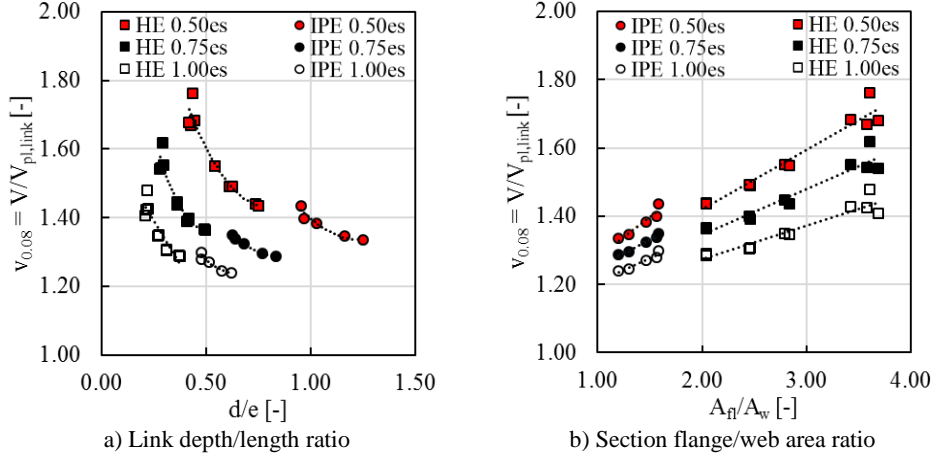 2.00
HE 0.50es IPE 0.50es
HE 0.75es IPE 0.75es
HE 1.00es IPE 1.00es
1.80
1.60
1.40
1.20
1.00
0.00 0.50 1.00 1.50
v0.08 = V/Vpl,link [-]
d/e [-]
a) Link depth/length ratio
2.00
IPE 0.50es HE 0.50es
IPE 0.75es HE 0.75es
IPE 1.00es HE 1.00es
1.80
1.60
1.40
1.20
1.00
1.00 2.00 3.00 4.00
v0.08 = V/Vpl,link [-]
Afl/Aw [-]
b) Section flange/web area ratio